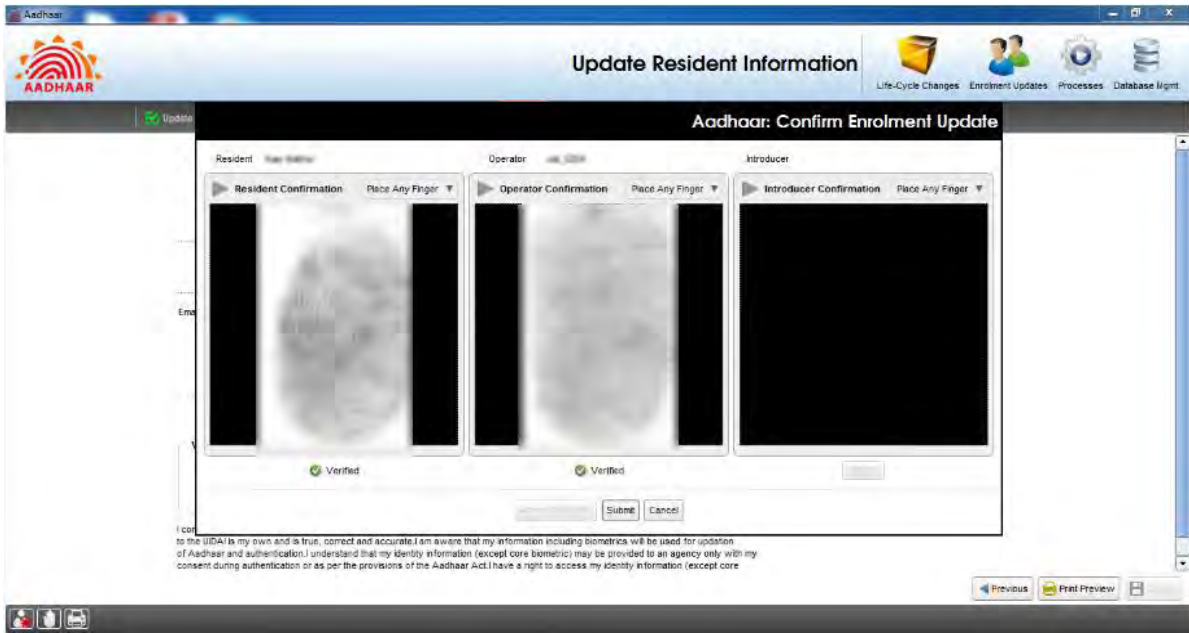 Aadhaar
AADHAAR
Update Resident Information
Life-Cycle Changes Enrolment Updates Processes Database Mgmt
Update
Aadhaar: Confirm Enrolment Update
Resident
Operator
Introducer
Resident Confirmation Place Any Finger
Operator Confirmation Place Any Finger
Introducer Confirmation Place Any Finger
Ema
V
Verified
Verified
Submit Cancel
I con
to the UIDAI is my own and is true, correct and accurate.I am aware that my information including biometrics will be used for updation
of Aadhaar and authentication.I understand that my identity information (except core biometric) may be provided to an agency only with my
consent during authentication or as per the provisions of the Aadhaar Act.I have a right to access my identity information (except core
Previous Print Preview